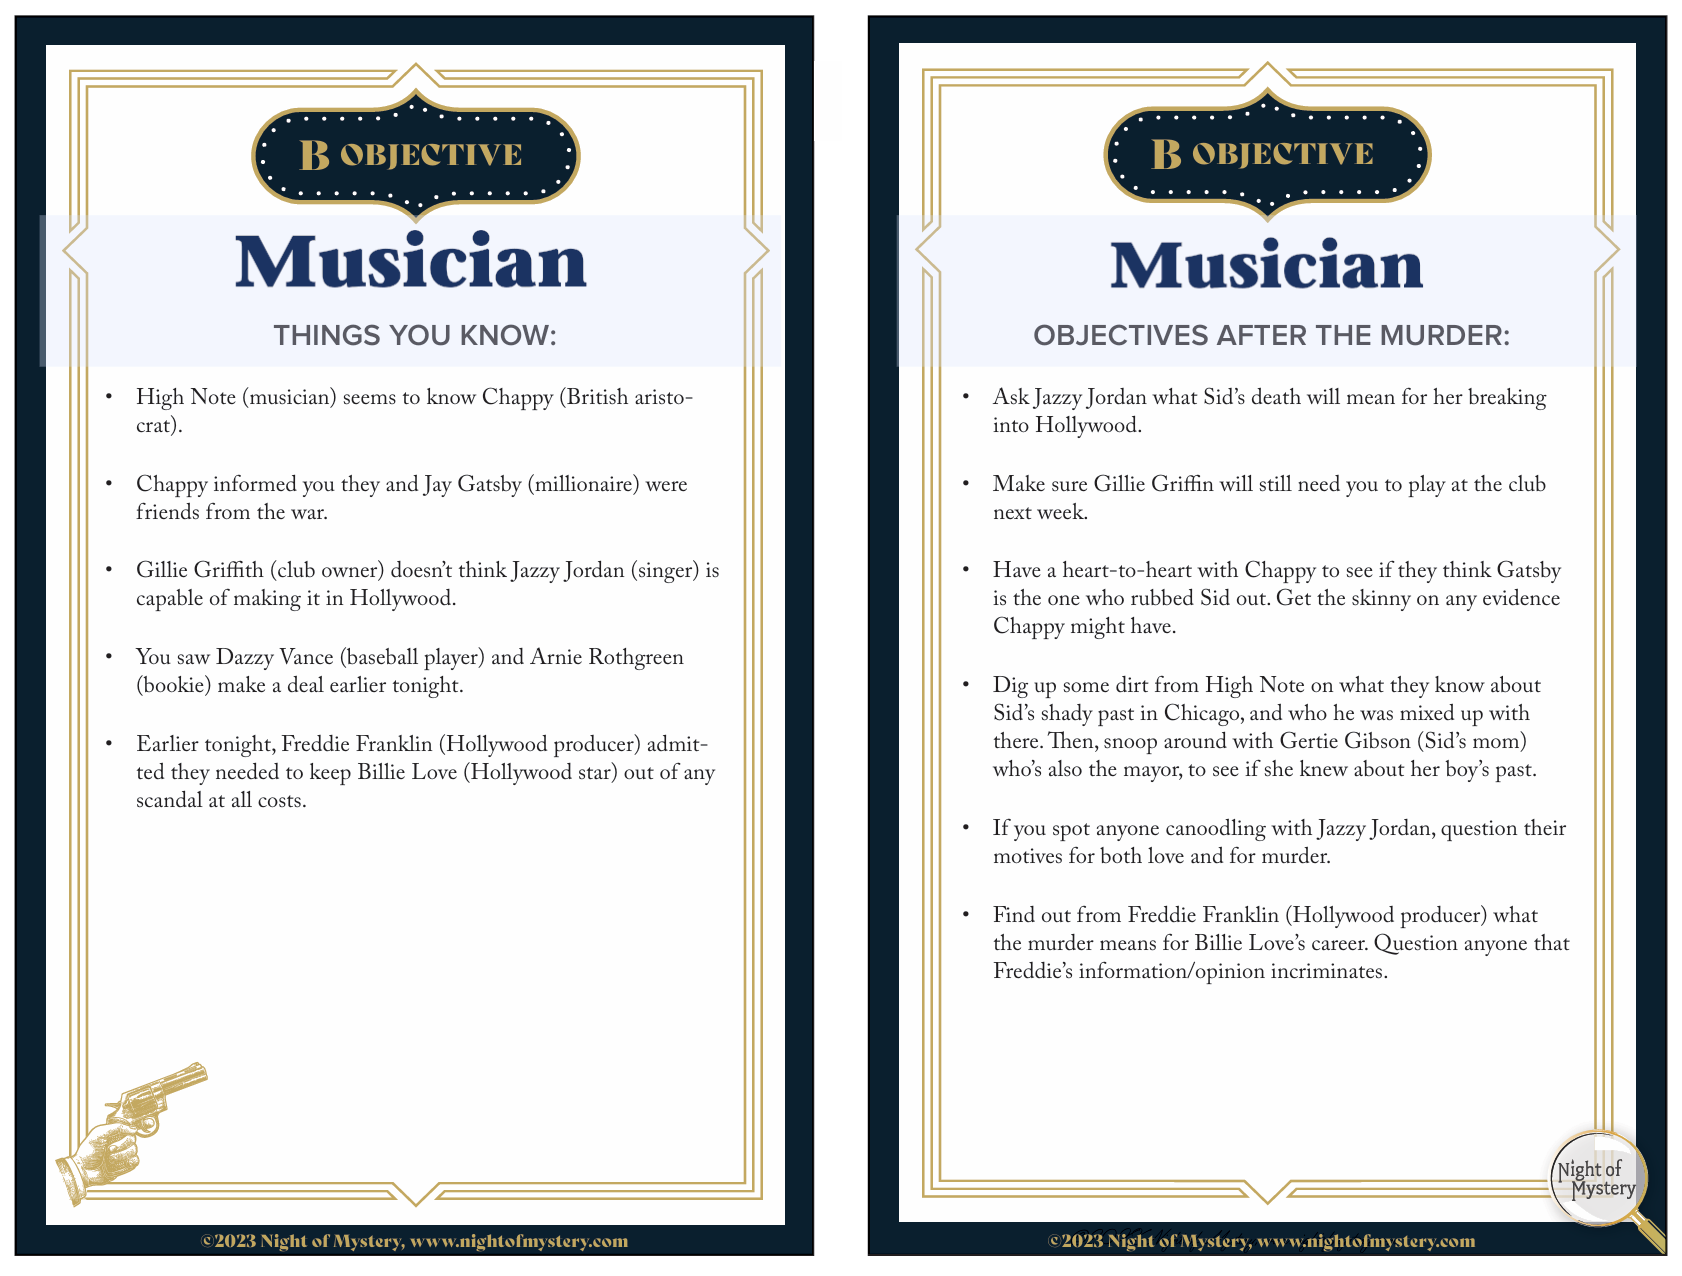 B OBJECTIVE
Musician
THINGS YOU KNOW:
• High Note (musician) seems to know Chappy (British aristo-
crat).
• Chappy informed you they and Jay Gatsby (millionaire) were
friends from the war.
• Gillie Griffith (club owner) doesn't think Jazzy Jordan (singer) is
capable of making it in Hollywood.
• You saw Dazzy Vance (baseball player) and Arnie Rothgreen
(bookie) make a deal earlier tonight.
• Earlier tonight, Freddie Franklin (Hollywood producer) admit-
ted they needed to keep Billie Love (Hollywood star) out of any
scandal at all costs.
©2023 Night of Mystery, www.nightofmystery.com
B OBJECTIVE
Musician
OBJECTIVES AFTER THE MURDER:
• Ask Jazzy Jordan what Sid's death will mean for her breaking
into Hollywood.
• Make sure Gillie Griffin will still need you to play at the club
next week.
• Have a heart-to-heart with Chappy to see if they think Gatsby
is the one who rubbed Sid out. Get the skinny on any evidence
Chappy might have.
• Dig up some dirt from High Note on what they know about
Sid's shady past in Chicago, and who he was mixed up with
there. Then, snoop around with Gertie Gibson (Sid's mom)
who's also the mayor, to see if she knew about her boy's past.
• If you spot anyone canoodling with Jazzy Jordan, question their
motives for both love and for murder.
• Find out from Freddie Franklin (Hollywood producer) what
the murder means for Billie Love's career. Question anyone that
Freddie's information/opinion incriminates.
Night of
Mystery
©2023 Night of Mystery, www.nightofmystery.com